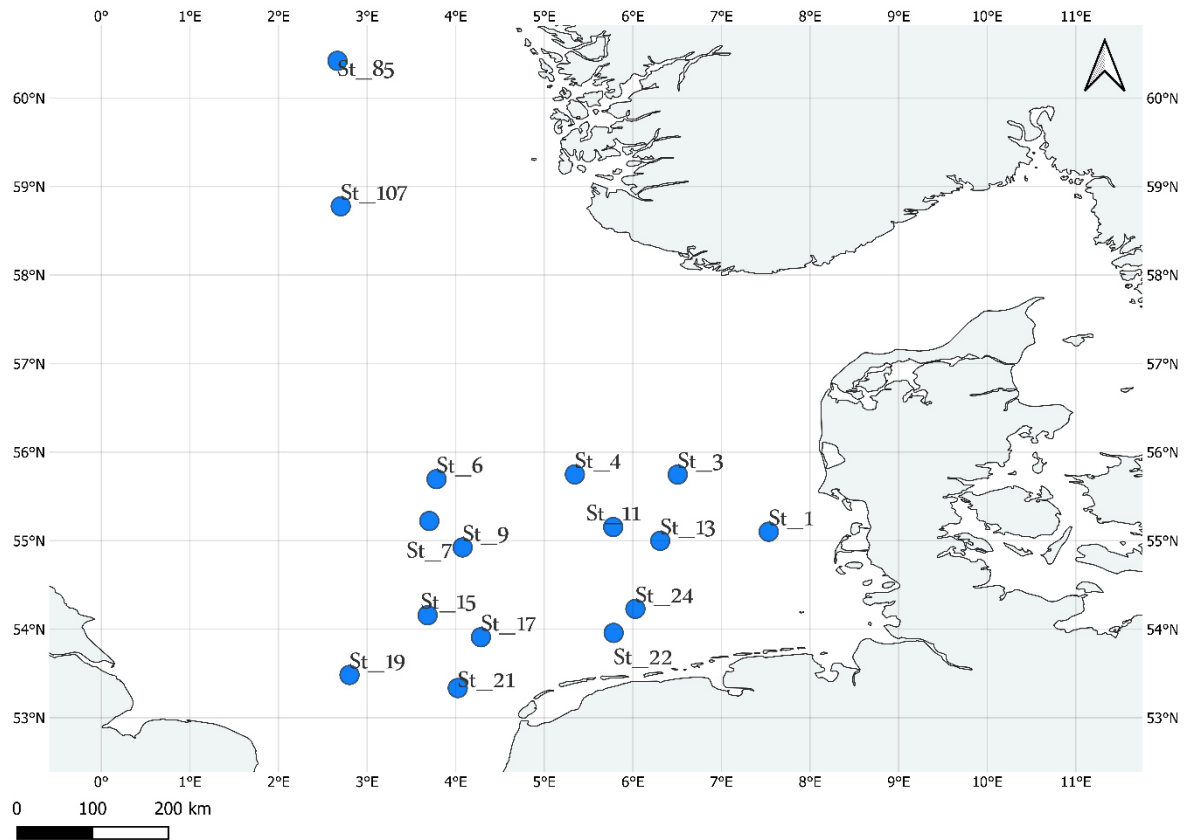 0° 1°E 2°E 3°E 4°E 5°E 6°E 7°E 8°E 9°E 10°E 11°E
St_85
60°N 60°N
St_107
59°N 59°N
58°N 58°N
57°N 57°N
56°N 56°N
St_6 St_4 St_3
St_11 St_1
St_9 St_13
55°N 55°N
St_7
St_24
St_15
54°N St_17 54°N
St_22
St_19
St_21
53°N 53°N
0° 1°E 2°E 3°E 4°E 5°E 6°E 7°E 8°E 9°E 10°E 11°E
0 100 200 km